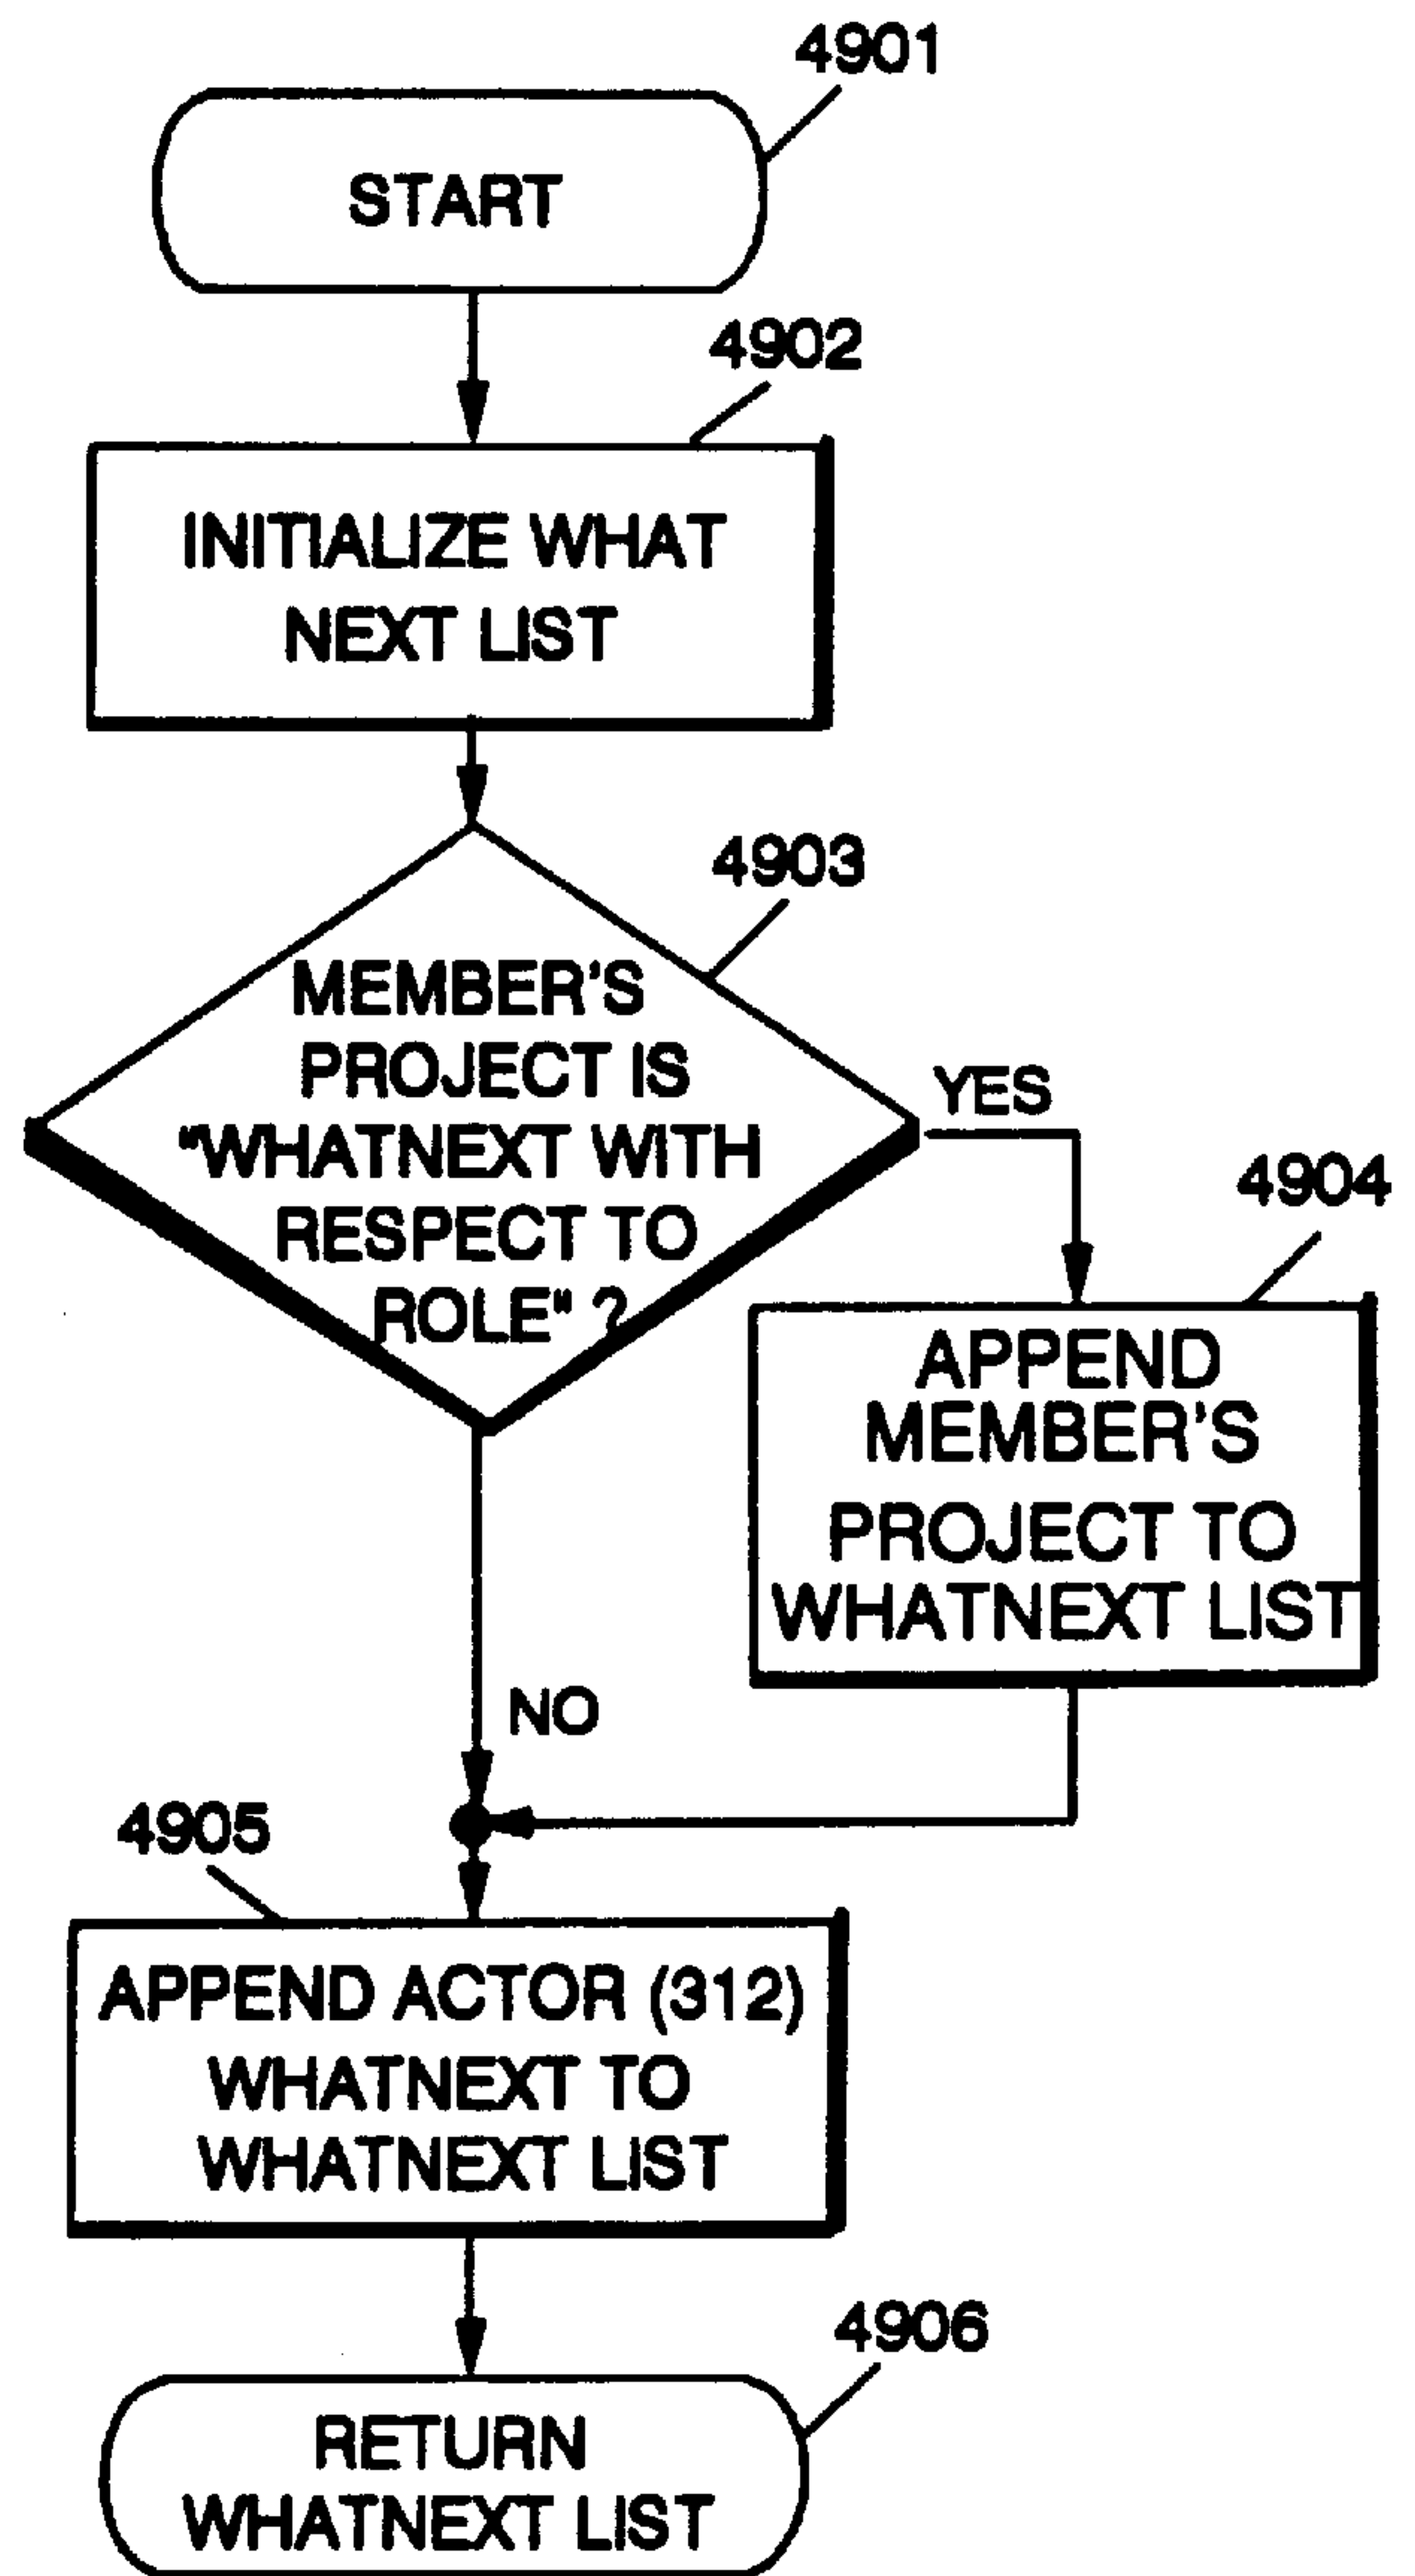 4901
START
4902
INITIALIZE WHAT
NEXT LIST
4903
MEMBER'S
PROJECT IS
"WHATNEXT WITH
RESPECT TO
ROLE" ?
YES
4904
APPEND
MEMBER'S
PROJECT TO
WHATNEXT LIST
NO
4905
APPEND ACTOR (312)
WHATNEXT TO
WHATNEXT LIST
4906
RETURN
WHATNEXT LIST